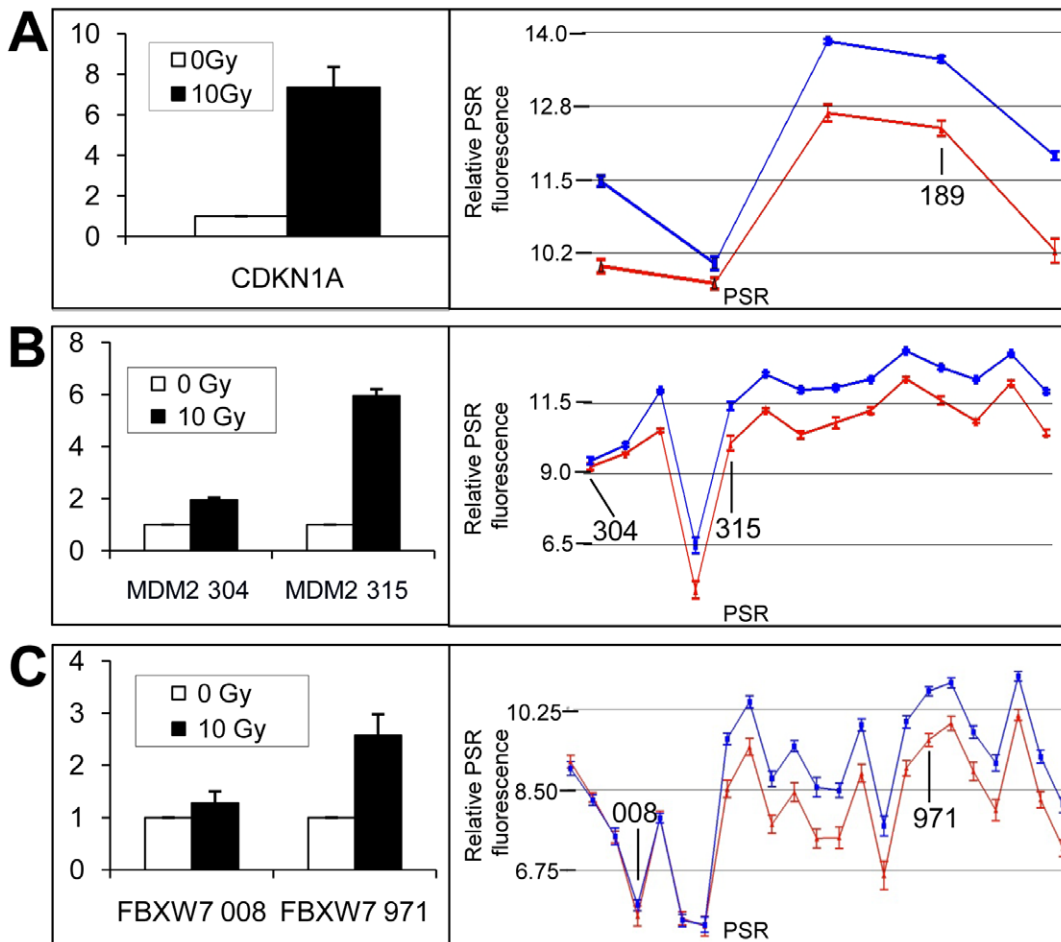 A
10
8
6
4
2
0
0Gy
10Gy
CDKN1A
Relative PSR
fluorescence
14.0
12.8
11.5
10.2
189
PSR
B
8
6
4
2
0
0 Gy
10 Gy
MDM2 304 MDM2 315
Relative PSR
fluorescence
11.5
9.0
6.5
304
315
PSR
C
4
3
2
1
0
0 Gy
10 Gy
FBXW7 008 FBXW7 971
Relative PSR
fluorescence
10.25
8.50
6.75
008
971
PSR